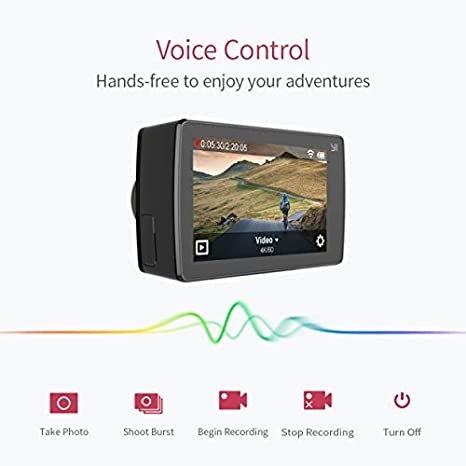 Voice Control
Hands-free to enjoy your adventures
0:05:30/2:20:05
YI
Video
4K/60
Take Photo
Shoot Burst
Begin Recording
Stop Recording
Turn Off